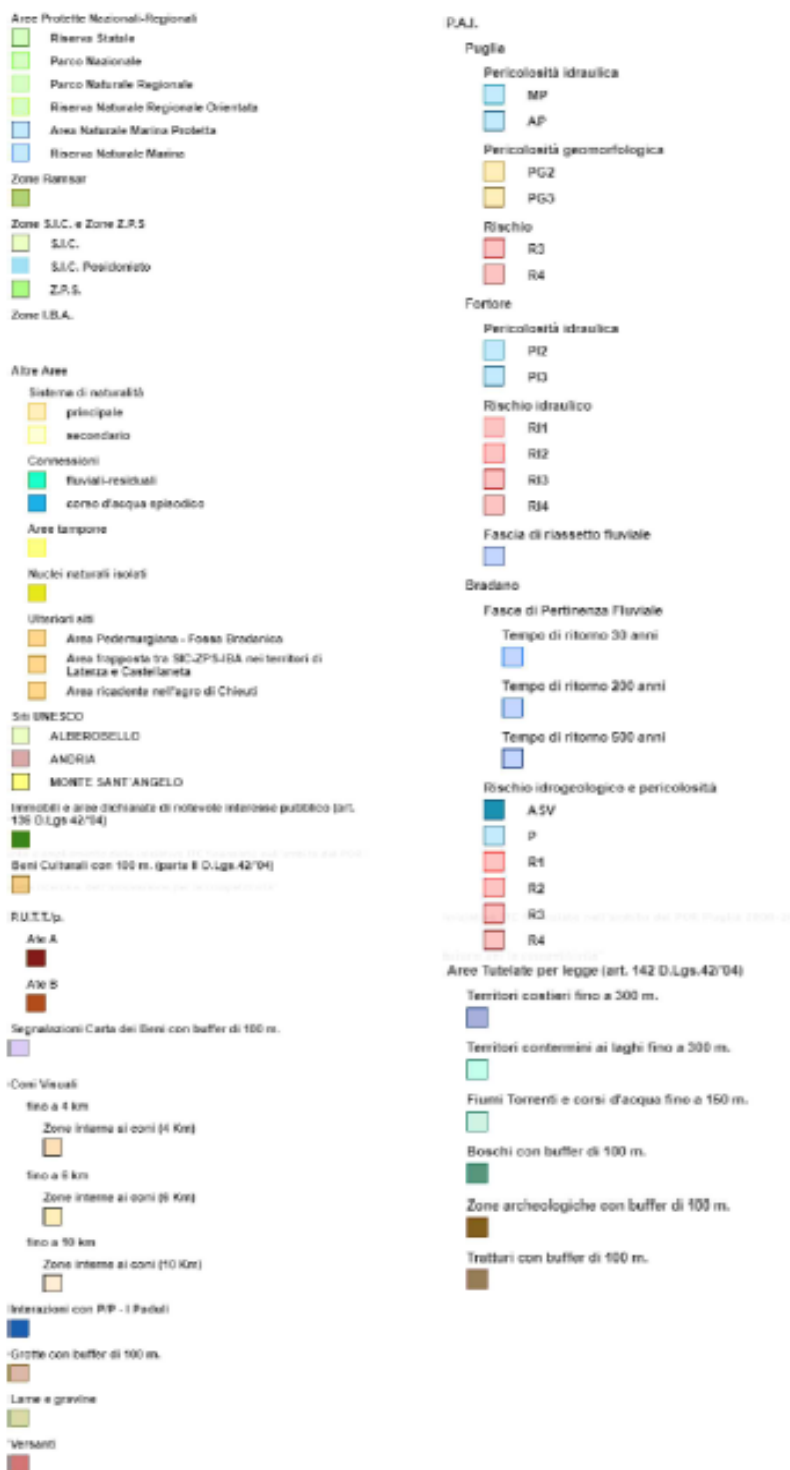 Aree Protette Nazionali-Regionali
Riserva Statale
Parco Nazionale
Parco Naturale Regionale
Riserva Naturale Regionale Orientata
Area Naturale Marina Protetta
Riserva Naturale Marina
Zone Ramsar
Zone S.I.C. e Zone Z.P.S
S.I.C.
S.I.C. Posidonieto
Z.P.S.
Zone I.B.A.
Altre Aree
Sistema di naturalità
principale
secondario
Connessioni
fluviali-residuali
corso d'acqua episodico
Aree tampone
Nuclei naturali isolati
Ulteriori siti
Area Pedemurgiana - Fossa Bradanica
Area frapposta tra SIC-ZPS-IBA nei territori di
Laterza e Castellaneta
Area ricadente nell'agro di Chieuti
Siti UNESCO
ALBEROBELLO
ANDRIA
MONTE SANT'ANGELO
Immobili e aree dichiarate di notevole interesse pubblico (art.
136 D.Lgs 42/'04)
Beni Culturali con 100 m. (parte II D.Lgs.42/'04)
P.U.T.T./p.
Ate A
Ate B
Segnalazioni Carta dei Beni con buffer di 100 m.
Coni Visuali
fino a 4 km
Zone interne ai coni (4 Km)
fino a 6 km
Zone interne ai coni (6 Km)
fino a 10 km
Zone interne ai coni (10 Km)
Interazioni con P/P - I Paduli
Grotte con buffer di 100 m.
Lame e gravine
Versanti
P.A.I.
Puglia
Pericolosità idraulica
MP
AP
Pericolosità geomorfologica
PG2
PG3
Rischio
R3
R4
Fortore
Pericolosità idraulica
PI2
PI3
Rischio idraulico
RI1
RI2
RI3
RI4
Fascia di riassetto fluviale
Bradano
Fasce di Pertinenza Fluviale
Tempo di ritorno 30 anni
Tempo di ritorno 200 anni
Tempo di ritorno 500 anni
Rischio idrogeologico e pericolosità
ASV
P
R1
R2
R3
R4
Aree Tutelate per legge (art. 142 D.Lgs.42/'04)
Territori costieri fino a 300 m.
Territori contermini ai laghi fino a 300 m.
Fiumi Torrenti e corsi d'acqua fino a 150 m.
Boschi con buffer di 100 m.
Zone archeologiche con buffer di 100 m.
Tratturi con buffer di 100 m.